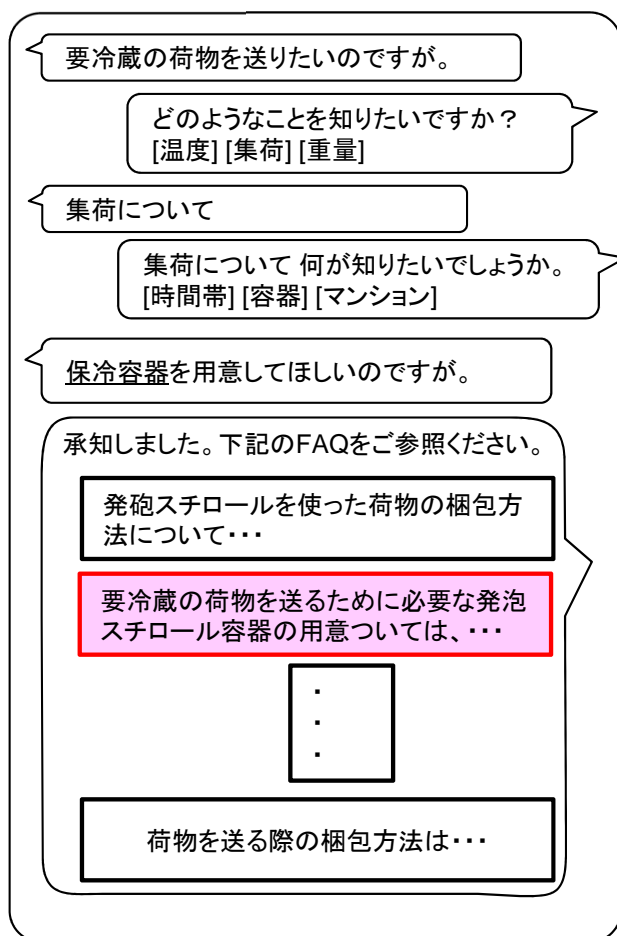 要冷蔵の荷物を送りたいのですが。
どのようなことを知りたいですか？
[温度] [集荷] [重量]
集荷について
集荷について 何が知りたいでしょうか。
[時間帯] [容器] [マンション]
保冷容器を用意してほしいのですが。
承知しました。下記のFAQをご参照ください。
発砲スチロールを使った荷物の梱包方
法について・・・
要冷蔵の荷物を送るために必要な発泡
スチロール容器の用意ついては、・・・
・
・
・
荷物を送る際の梱包方法は・・・